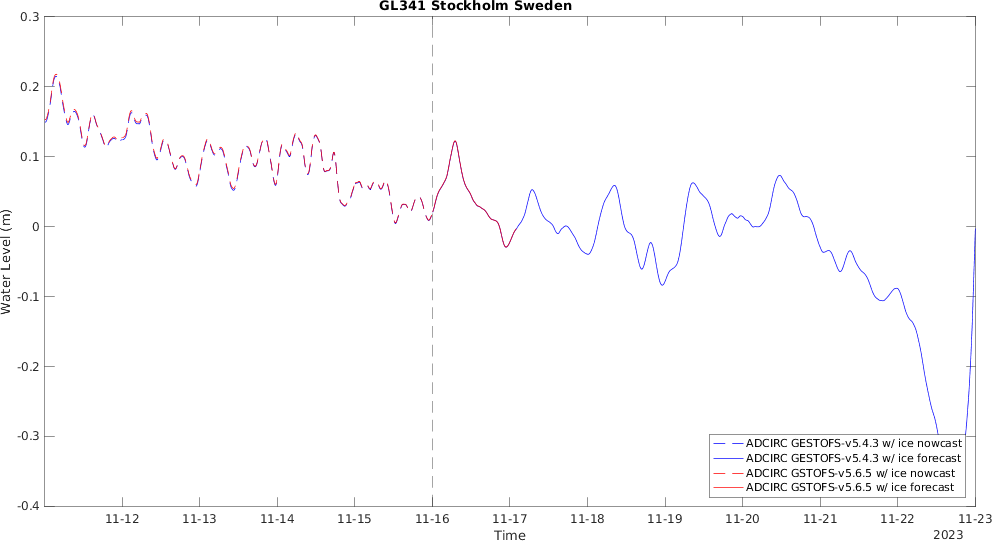 GL341 Stockholm Sweden
0.3
0.2
0.1
0
-0.1
-0.2
-0.3
-0.4
Water Level (m)
ADCIRC GESTOFS-v5.4.3 w/ ice nowcast
ADCIRC GESTOFS-v5.4.3 w/ ice forecast
ADCIRC GSTOFS-v5.6.5 w/ ice nowcast
ADCIRC GSTOFS-v5.6.5 w/ ice forecast
11-12 11-13 11-14 11-15 11-16 11-17 11-18 11-19 11-20 11-21 11-22 11-23
Time
2023